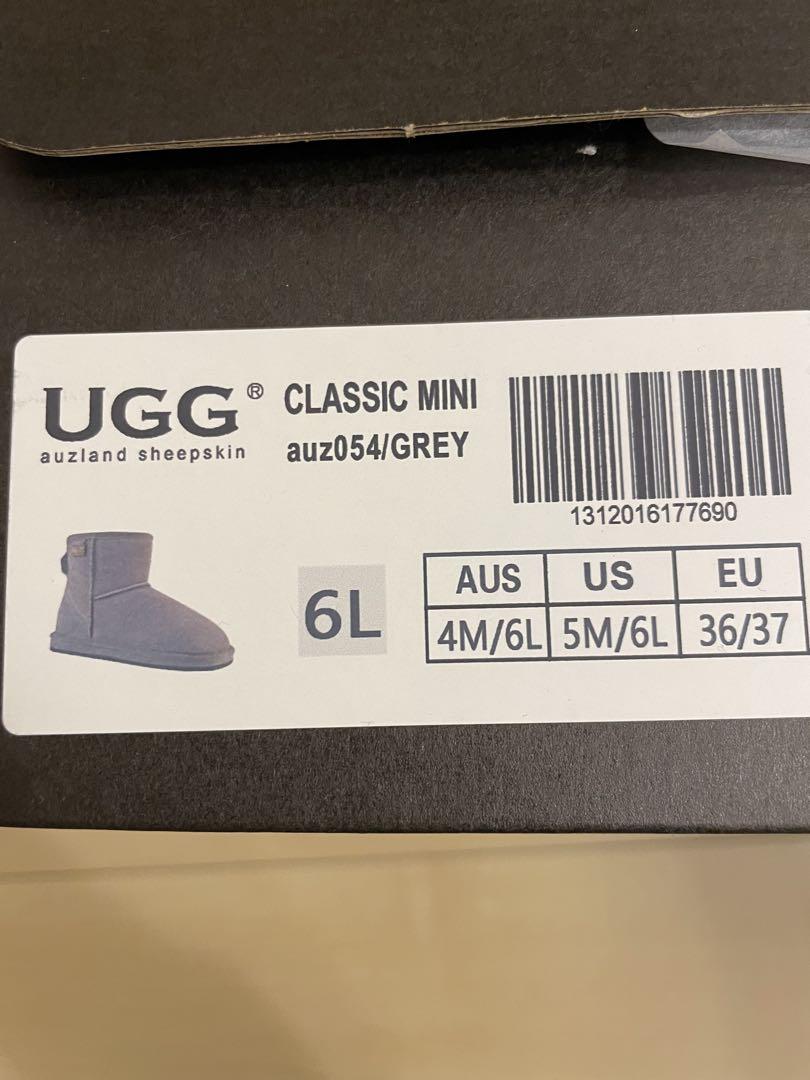 UGG® CLASSIC MINI
auzland sheepskin auz054/GREY
1312016177690
6L
AUS US EU
4M/6L 5M/6L 36/37